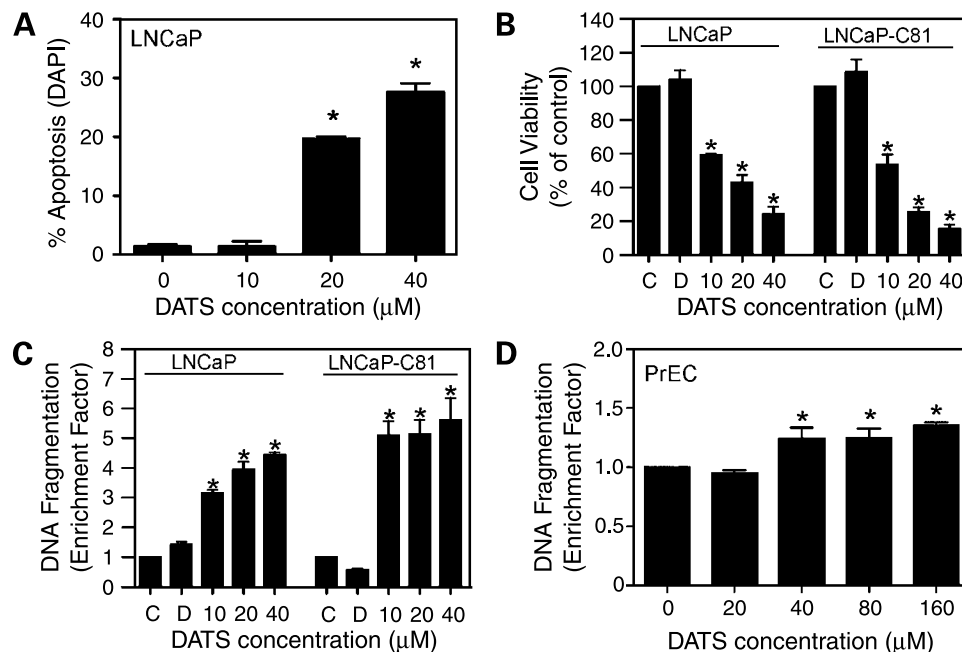 A
LNCaP
% Apoptosis (DAPI)
40
30
20
10
0
*
*
0 10 20 40
DATS concentration (μM)
B
LNCaP LNCaP-C81
Cell Viability
(% of control)
140
120
100
80
60
40
20
0
* * * * * *
C D 10 20 40 C D 10 20 40
DATS concentration (μM)
C
LNCaP LNCaP-C81
DNA Fragmentation
(Enrichment Factor)
8
7
6
5
4
3
2
1
0
* * * * * *
C D 10 20 40 C D 10 20 40
DATS concentration (μM)
D
PrEC
DNA Fragmentation
(Enrichment Factor)
2.0
1.5
1.0
0.5
0
* * *
0 20 40 80 160
DATS concentration (μM)